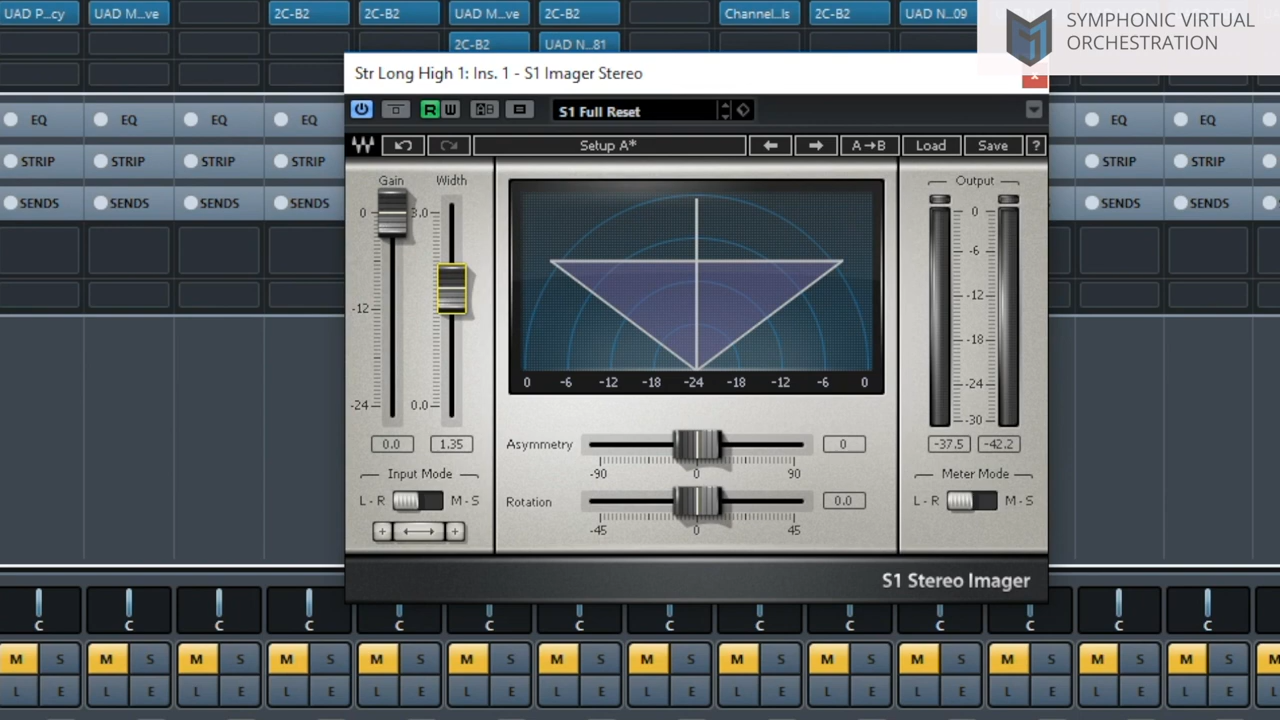 UAD P...cy UAD M...ve 2C-B2 2C-B2 UAD M...ve 2C-B2 Channel...ls 2C-B2 UAD N...09
SYMPHONIC VIRTUAL
ORCHESTRATION
2C-B2 UAD N...81
Str Long High 1: Ins. 1 - S1 Imager Stereo
R W S1 Full Reset
EQ EQ EQ EQ EQ EQ
Setup A* A→B Load Save ?
STRIP STRIP STRIP STRIP STRIP STRIP
Gain Width Output
SENDS SENDS SENDS SENDS SENDS SENDS
0 3.0 0
-6
-12 -12
-18
0 -6 -12 -18 -24 -18 -12 -6 0 -24
-24 0.0 -30
0.0 1.35 Asymmetry 0 -37.5 -42.2
-90 0 90
Input Mode Meter Mode
L - R M - S Rotation 0.0 L - R M - S
-45 0 45
S1 Stereo Imager
C C C C C C C C C C C C C C
M S M S M S M S M S M S M S M S M S M S M S M S M S M S M
L E L E L E L E L E L E L E L E L E L E L E L E L E L E L